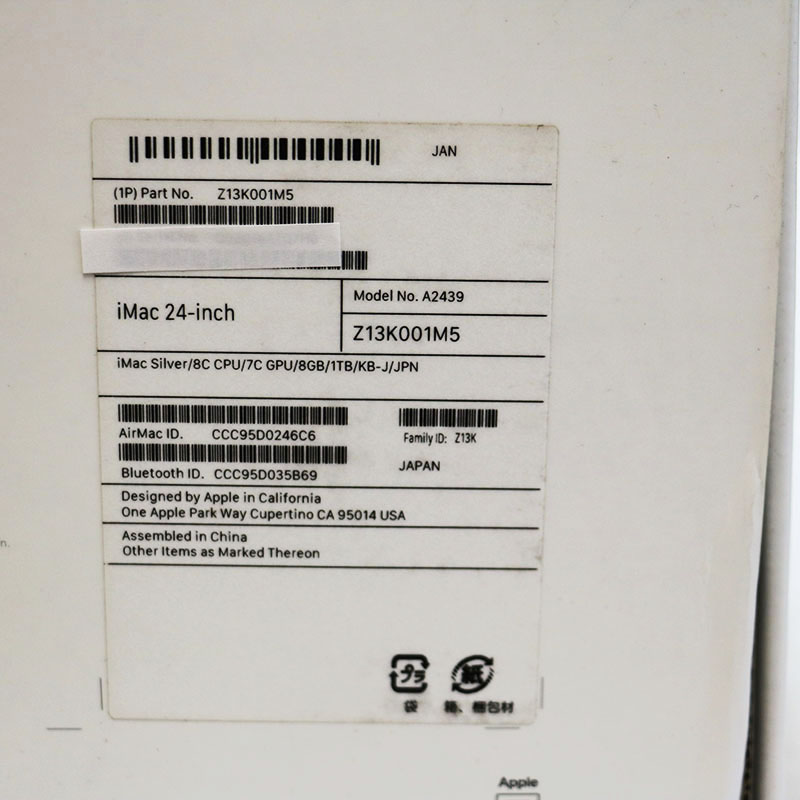 JAN
(1P) Part No. Z13K001M5
iMac 24-inch
Model No. A2439
Z13K001M5
iMac Silver/8C CPU/7C GPU/8GB/1TB/KB-J/JPN
AirMac ID. CCC95D0246C6
Family ID: Z13K
Bluetooth ID. CCC95D035B69
JAPAN
Designed by Apple in California
One Apple Park Way Cupertino CA 95014 USA
Assembled in China
Other Items as Marked Thereon
プラ
紙
袋
箱、梱包材
Apple